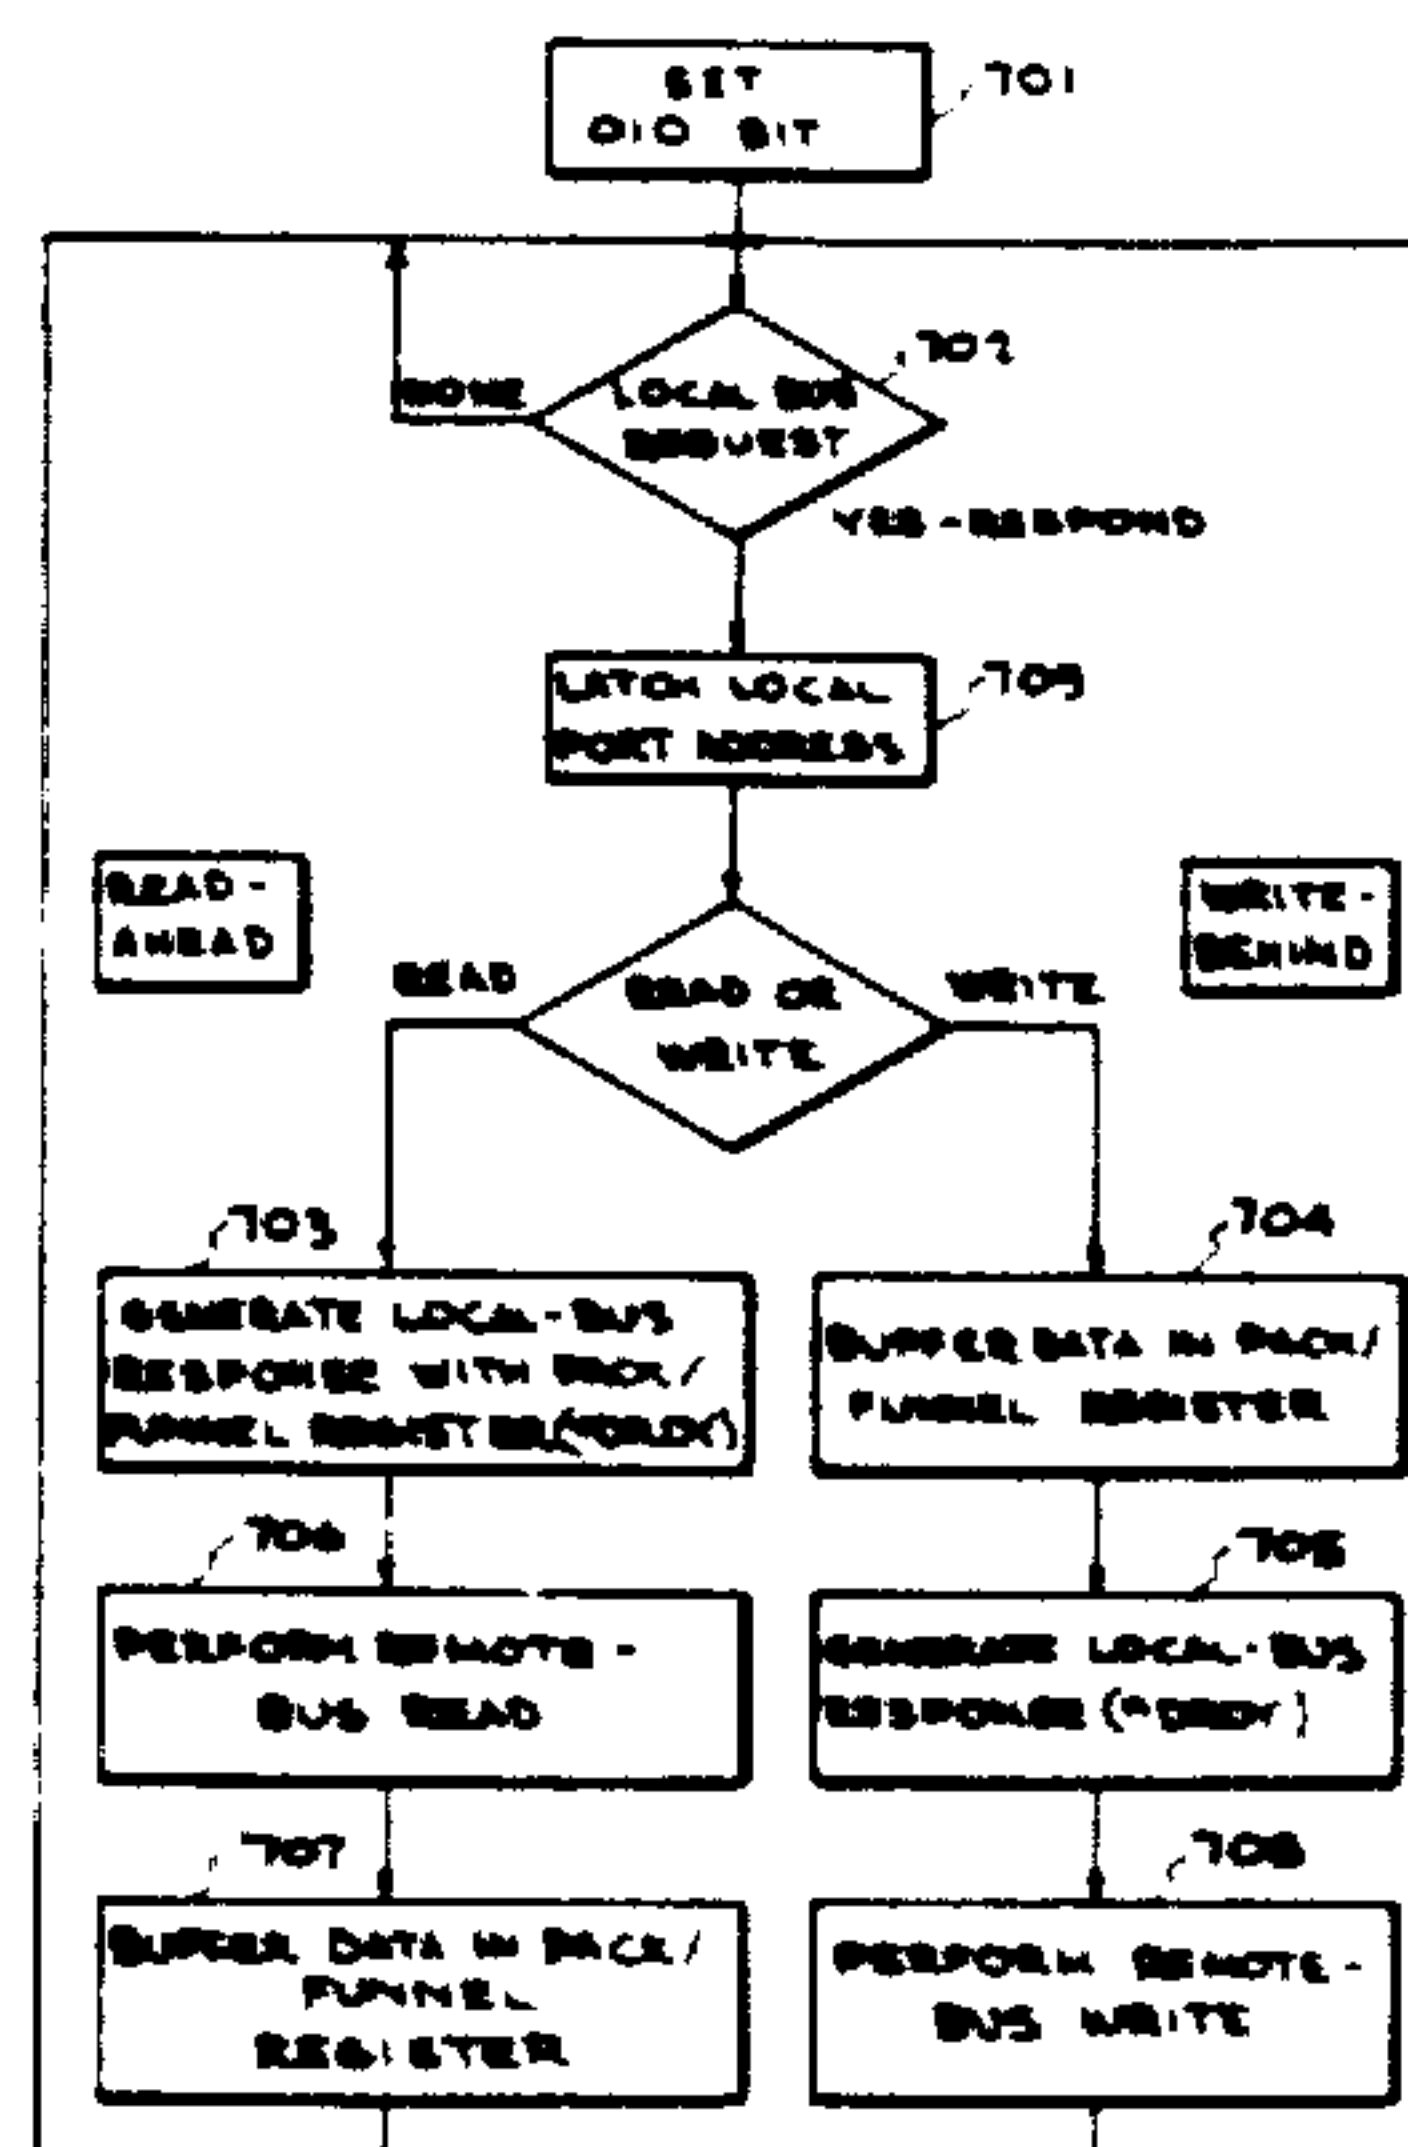 SET
DIO BIT
701
702
LOCAL BUS
REQUEST
NONE
YES-RESPOND
LATCH LOCAL
PORT ADDRESS
709
READ-
AHEAD
WRITE-
BEHIND
READ
READ OR
WRITE
WRITE
703
704
GENERATE LOCAL-BUS
RESPONSE WITH PACK/
FUNNEL REGISTER
BUFFER DATA IN PACK/
FUNNEL REGISTER
706
705
PERFORM REMOTE-
BUS READ
GENERATE LOCAL-BUS
RESPONSE
707
708
BUFFER DATA IN PACK/
FUNNEL
REGISTER
PERFORM REMOTE-
BUS WRITE